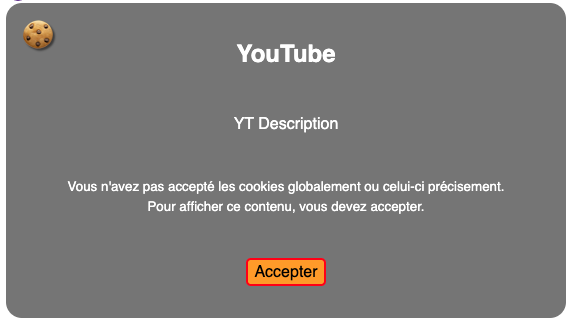 YouTube
YT Description
Vous n'avez pas accepté les cookies globalement ou celui-ci précisement.
Pour afficher ce contenu, vous devez accepter.
Accepter